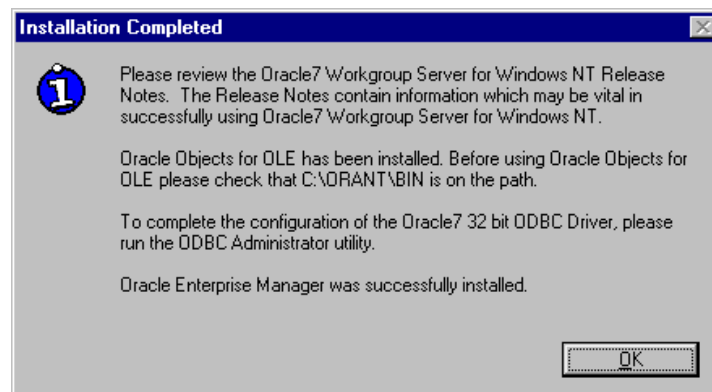 Installation Completed
Please review the Oracle7 Workgroup Server for Windows NT Release
Notes.  The Release Notes contain information which may be vital in
successfully using Oracle7 Workgroup Server for Windows NT.
Oracle Objects for OLE has been installed. Before using Oracle Objects for
OLE please check that C:\ORANT\BIN is on the path.
To complete the configuration of the Oracle7 32 bit ODBC Driver, please
run the ODBC Administrator utility.
Oracle Enterprise Manager was successfully installed.
OK